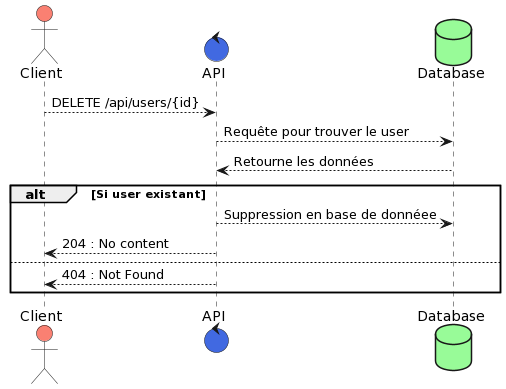 Client
API
Database
DELETE /api/users/{id}
Requête pour trouver le user
Retourne les données
alt [Si user existant]
Suppression en base de donnéee
204 : No content
404 : Not Found
Client
API
Database